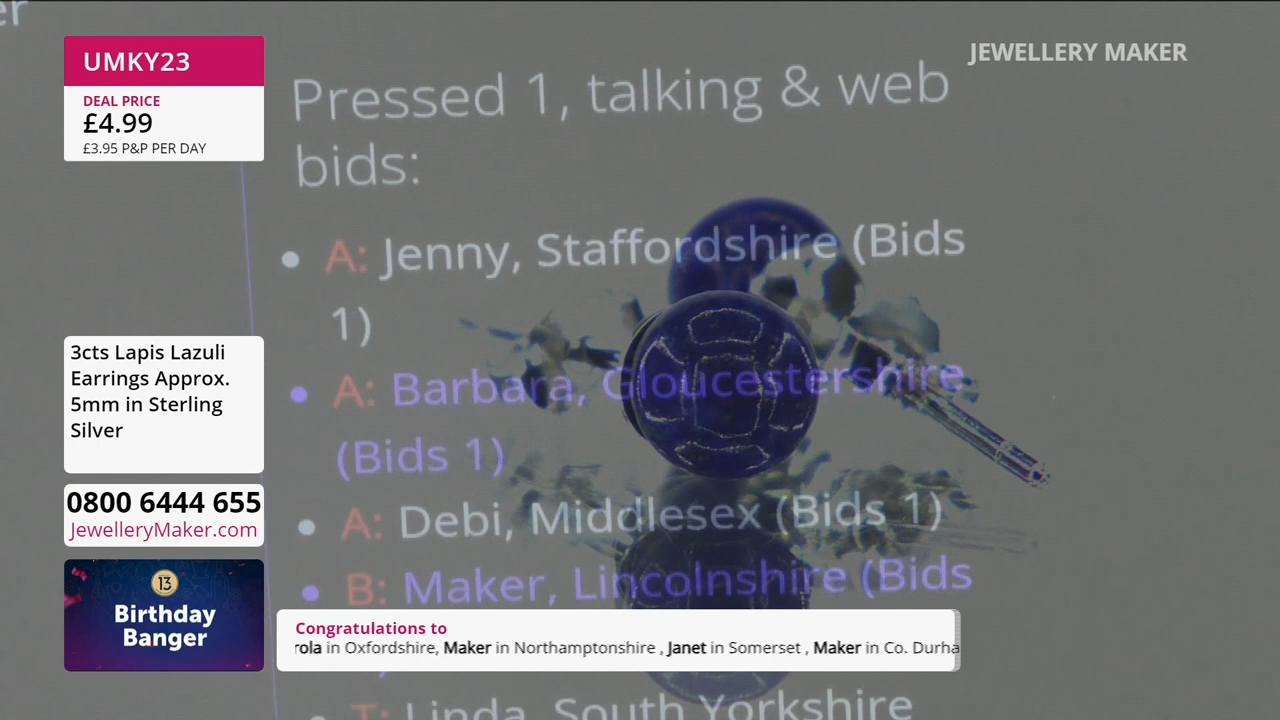 er
UMKY23
DEAL PRICE
£4.99
£3.95 P&P PER DAY
JEWELLERY MAKER
Pressed 1, talking & web
bids:
• A: Jenny, Staffordshire (Bids
1)
• A: Barbara, Gloucestershire
(Bids 1)
• A: Debi, Middlesex (Bids 1)
• B: Maker, Lincolnshire (Bids
• T: Linda, South Yorkshire
3cts Lapis Lazuli
Earrings Approx.
5mm in Sterling
Silver
0800 6444 655
JewelleryMaker.com
13
Birthday
Banger
Congratulations to
rola in Oxfordshire, Maker in Northamptonshire , Janet in Somerset , Maker in Co. Durha